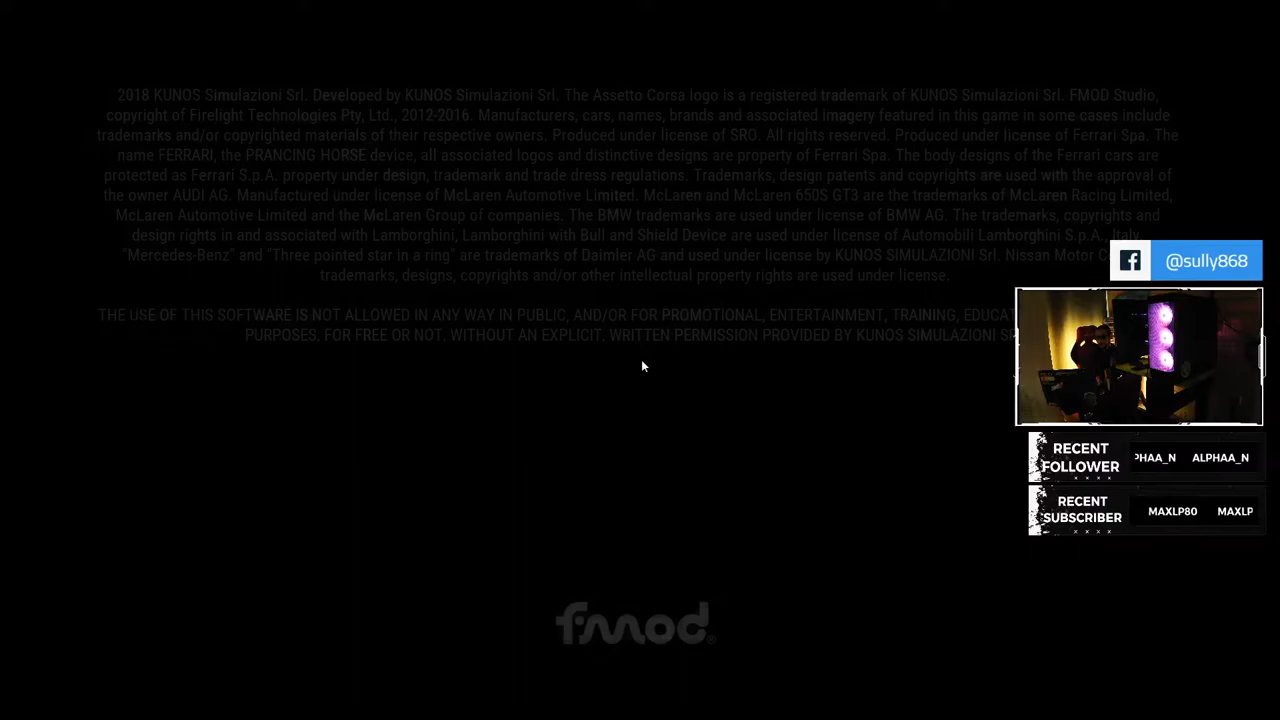 2018 KUNOS Simulazioni Srl. Developed by KUNOS Simulazioni Srl. The Assetto Corsa logo is a registered trademark of KUNOS Simulazioni Srl. FMOD Studio,
copyright of Firelight Technologies Pty, Ltd., 2012-2016. Manufacturers, cars, names, brands and associated imagery featured in this game in some cases include
trademarks and/or copyrighted materials of their respective owners. Produced under license of SRO. All rights reserved. Produced under license of Ferrari Spa. The
name FERRARI, the PRANCING HORSE device, all associated logos and distinctive designs are property of Ferrari Spa. The body designs of the Ferrari cars are
protected as Ferrari S.p.A. property under design, trademark and trade dress regulations. Trademarks, design patents and copyrights are used with the approval of
the owner AUDI AG. Manufactured under license of McLaren Automotive Limited. McLaren and McLaren 650S GT3 are the trademarks of McLaren Racing Limited,
McLaren Automotive Limited and the McLaren Group of companies. The BMW trademarks are used under license of BMW AG. The trademarks, copyrights and
design rights in and associated with Lamborghini, Lamborghini with Bull and Shield Device are used under license of Automobili Lamborghini S.p.A., Italy.
"Mercedes-Benz" and "Three pointed star in a ring" are trademarks of Daimler AG and used under license by KUNOS SIMULAZIONI Srl. Nissan Motor
trademarks, designs, copyrights and/or other intellectual property rights are used under license.
THE USE OF THIS SOFTWARE IS NOT ALLOWED IN ANY WAY IN PUBLIC, AND/OR FOR PROMOTIONAL, ENTERTAINMENT, TRAINING,
PURPOSES, FOR FREE OR NOT, WITHOUT AN EXPLICIT, WRITTEN PERMISSION PROVIDED BY KUNOS SIMULAZIONI
@sully868
RECENT
FOLLOWER
PHAA_N ALPHAA_N
RECENT
SUBSCRIBER
MAXLP80 MAXLP
fmod